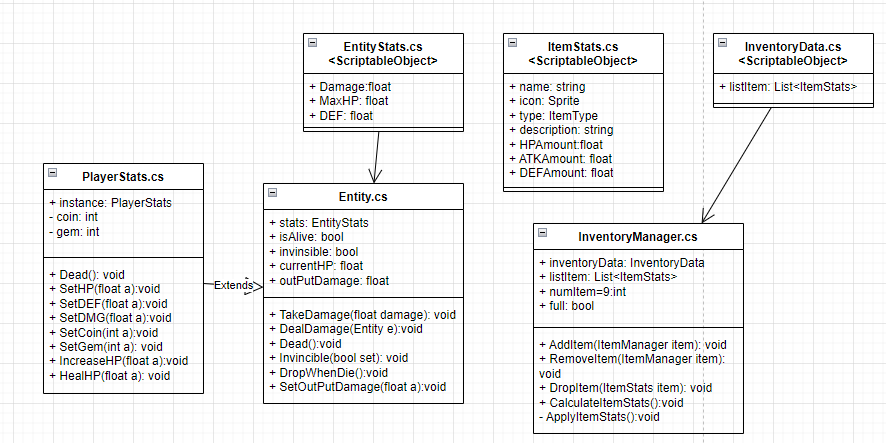 EntityStats.cs
<ScriptableObject>
+ Damage:float
+ MaxHP: float
+ DEF: float
ItemStats.cs
<ScriptableObject>
+ name: string
+ icon: Sprite
+ type: ItemType
+ description: string
+ HPAmount:float
+ ATKAmount: float
+ DEFAmount: float
InventoryData.cs
<ScriptableObject>
+ listItem: List<ItemStats>
PlayerStats.cs
+ instance: PlayerStats
- coin: int
- gem: int
+ Dead(): void
+ SetHP(float a):void
+ SetDEF(float a):void
+ SetDMG(float a):void
+ SetCoin(int a):void
+ SetGem(int a): void
+ IncreaseHP(float a):void
+ HealHP(float a): void
Extends
Entity.cs
+ stats: EntityStats
+ isAlive: bool
+ invinsible: bool
+ currentHP: float
+ outPutDamage: float
+ TakeDamage(float damage): void
+ DealDamage(Entity e):void
+ Dead():void
+ Invincible(bool set): void
+ DropWhenDie():void
+ SetOutPutDamage(float a):void
InventoryManager.cs
+ inventoryData: InventoryData
+ listItem: List<ItemStats>
+ numItem=9:int
+ full: bool
+ AddItem(ItemManager item): void
+ RemoveItem(ItemManager item):
void
+ DropItem(ItemStats item): void
+ CalculateItemStats():void
- ApplyItemStats():void